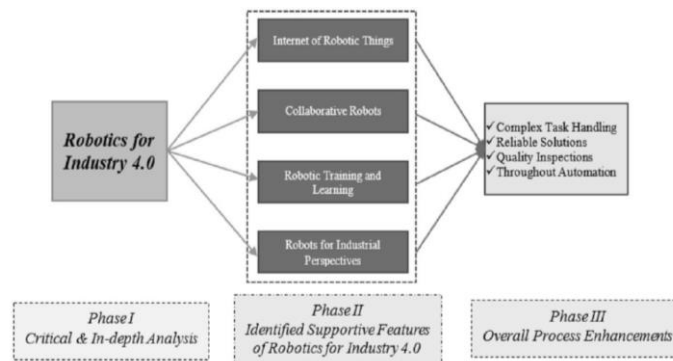 Internet of Robotic Things
Collaborative Robots
Robotics for
Industry 4.0
Robotic Training and
Learning
Robots for Industrial
Perspectives
✓Complex Task Handling
✓Reliable Solutions
✓Quality Inspections
✓Throughout Automation
Phase I
Critical & In-depth Analysis
Phase II
Identified Supportive Features
of Robotics for Industry 4.0
Phase III
Overall Process Enhancements